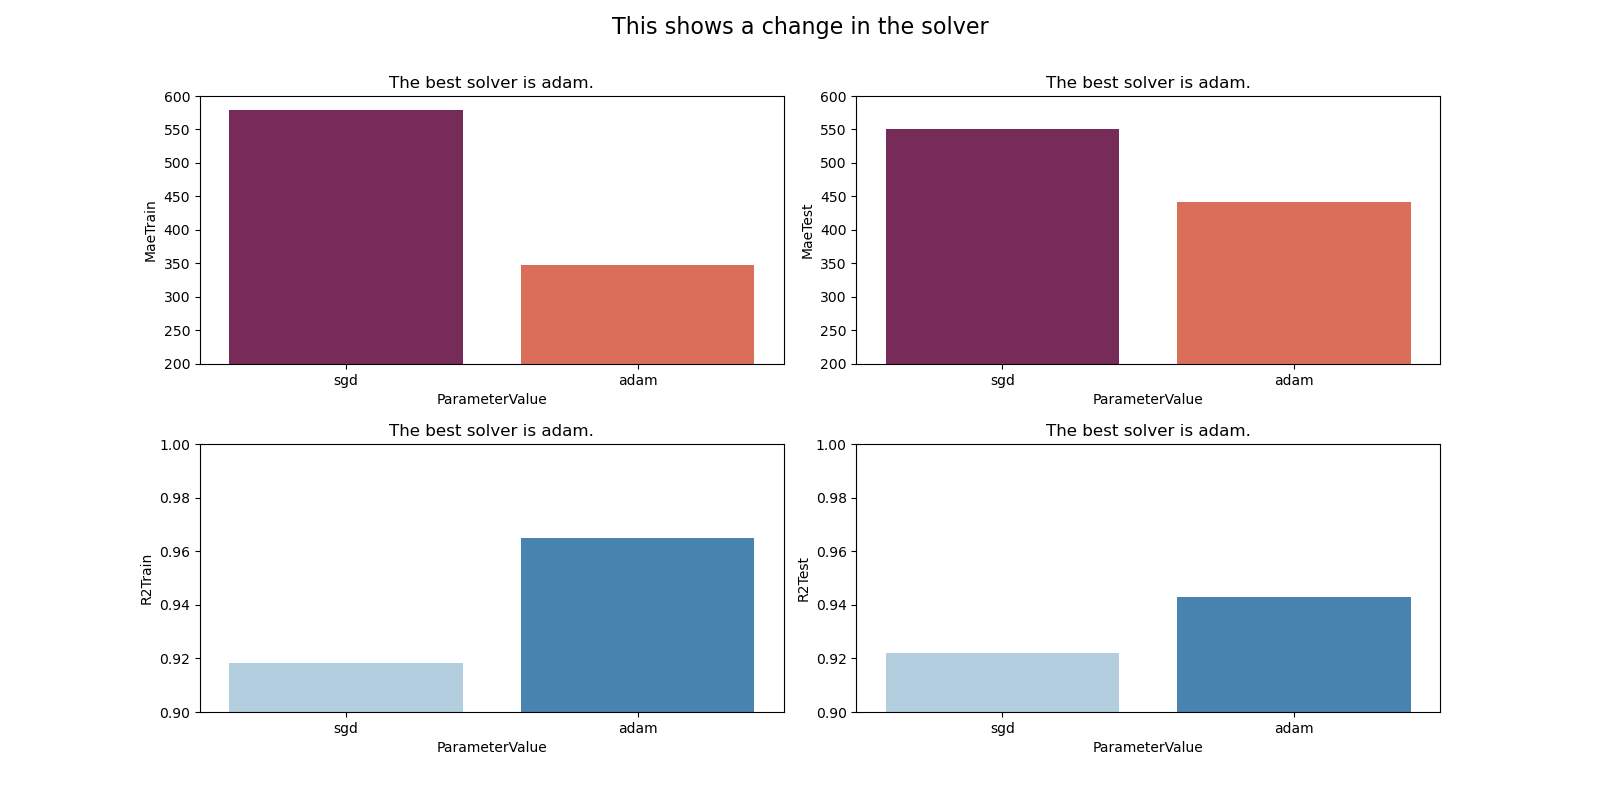 This shows a change in the solver
The best solver is adam.
600
550
500
450
400
350
300
250
200
MaeTrain
sgd
adam
ParameterValue
The best solver is adam.
600
550
500
450
400
350
300
250
200
MaeTest
sgd
adam
ParameterValue
The best solver is adam.
1.00
0.98
0.96
0.94
0.92
0.90
R2Train
sgd
adam
ParameterValue
The best solver is adam.
1.00
0.98
0.96
0.94
0.92
0.90
R2Test
sgd
adam
ParameterValue